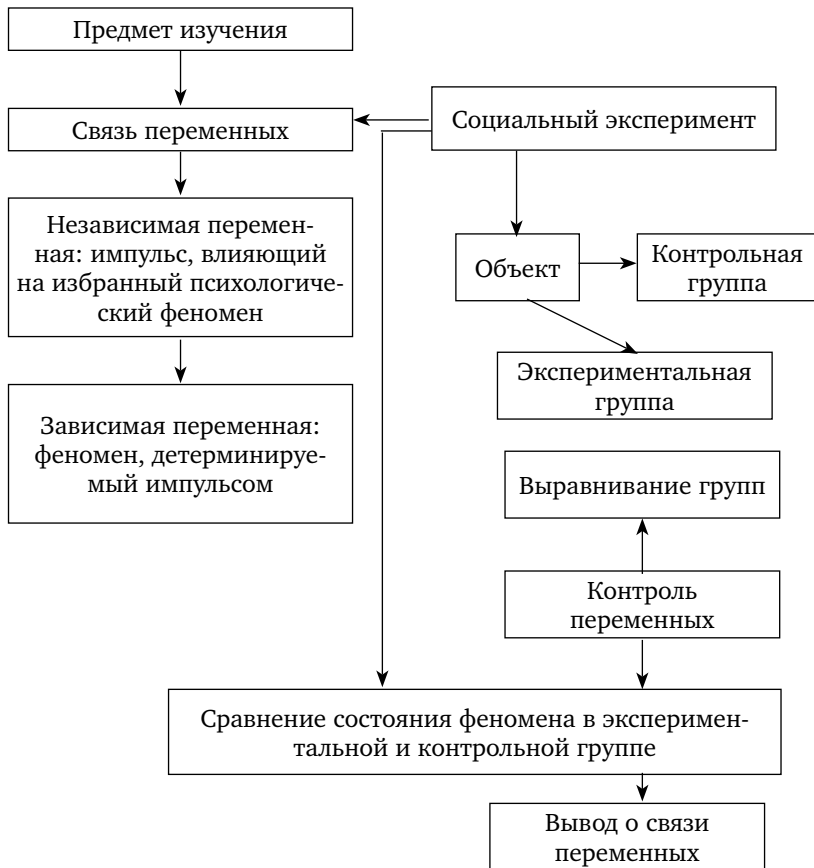 Предмет изучения
Связь переменных
Социальный эксперимент
Независимая перемен-
ная: импульс, влияющий
на избранный психологиче-
ский феномен
Объект
Контрольная
группа
Экспериментальная
группа
Зависимая переменная:
феномен, детерминируе-
мый импульсом
Выравнивание групп
Контроль
переменных
Сравнение состояния феномена в эксперимен-
тальной и контрольной группе
Вывод о связи
переменных